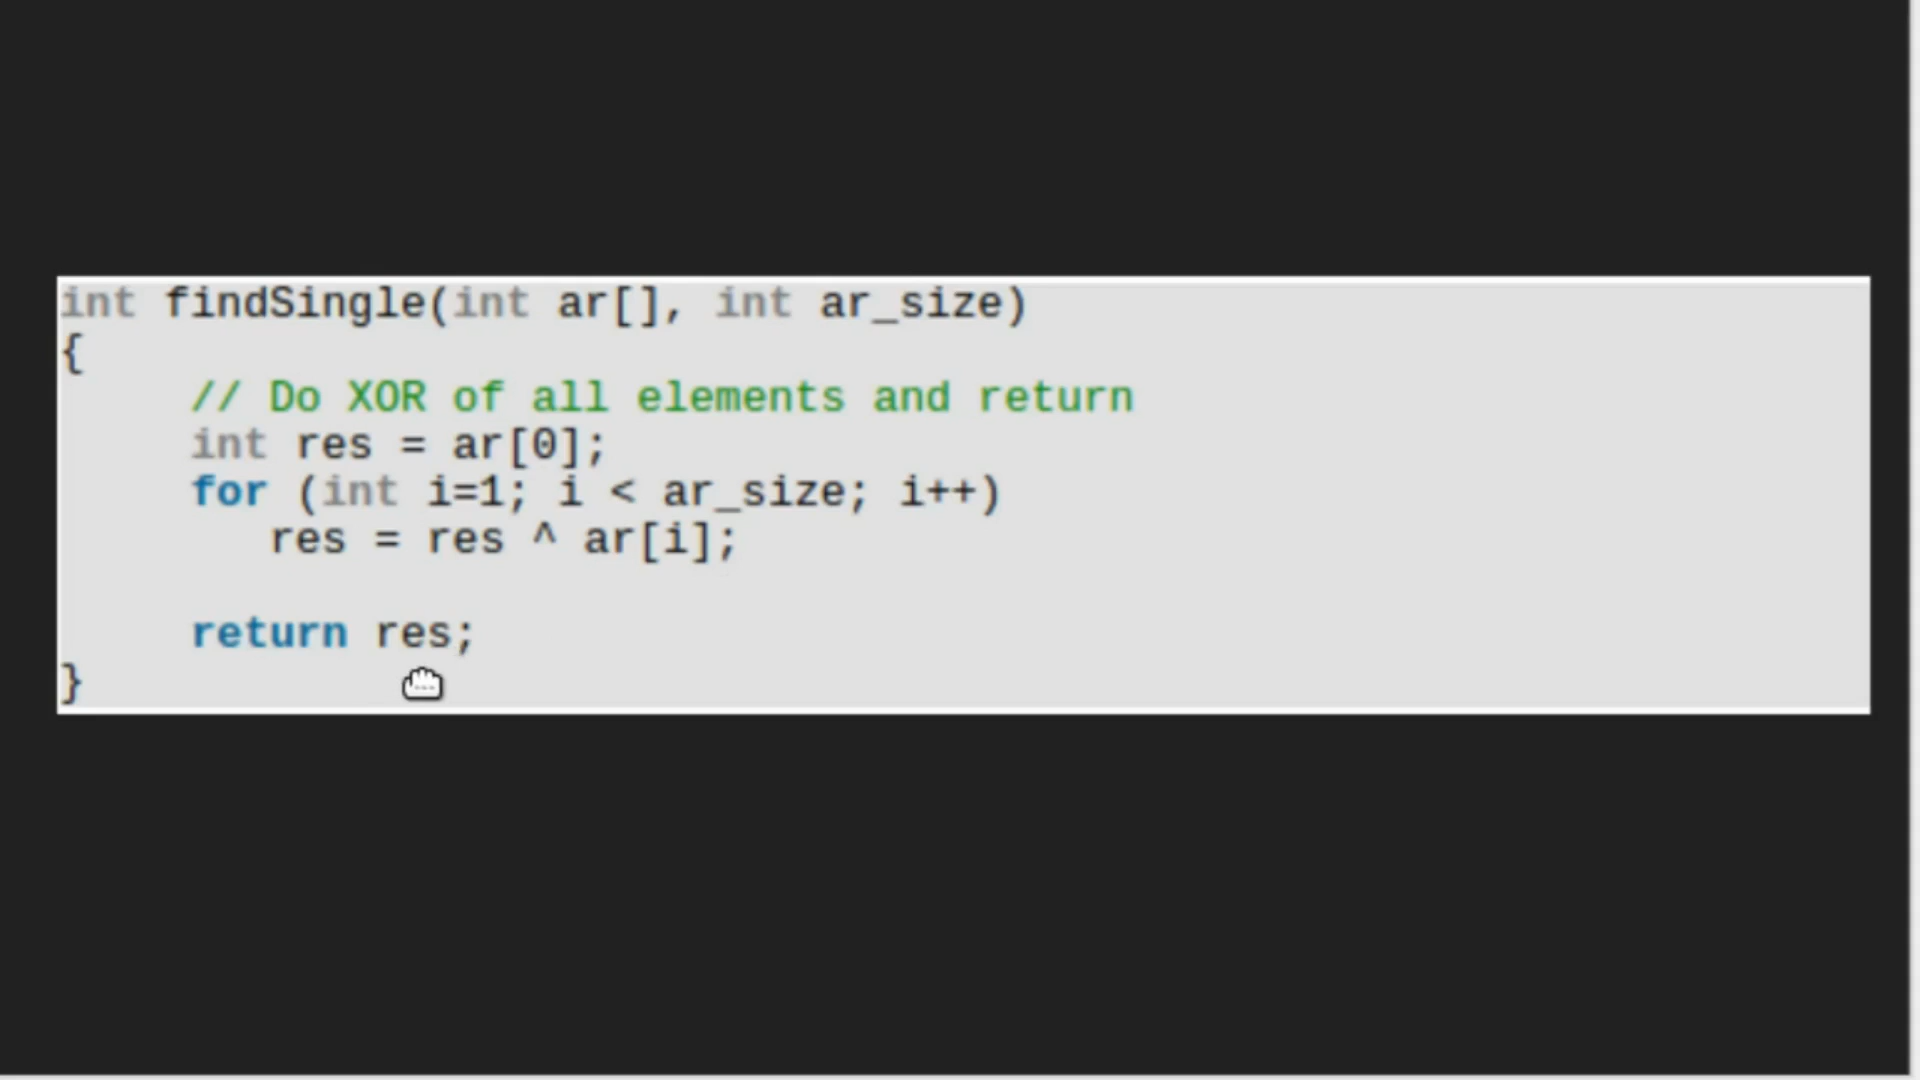 int findSingle(int ar[], int ar_size)
{
// Do XOR of all elements and return
int res = ar[0];
for (int i=1; i < ar_size; i++)
res = res ^ ar[i];
return res;
}